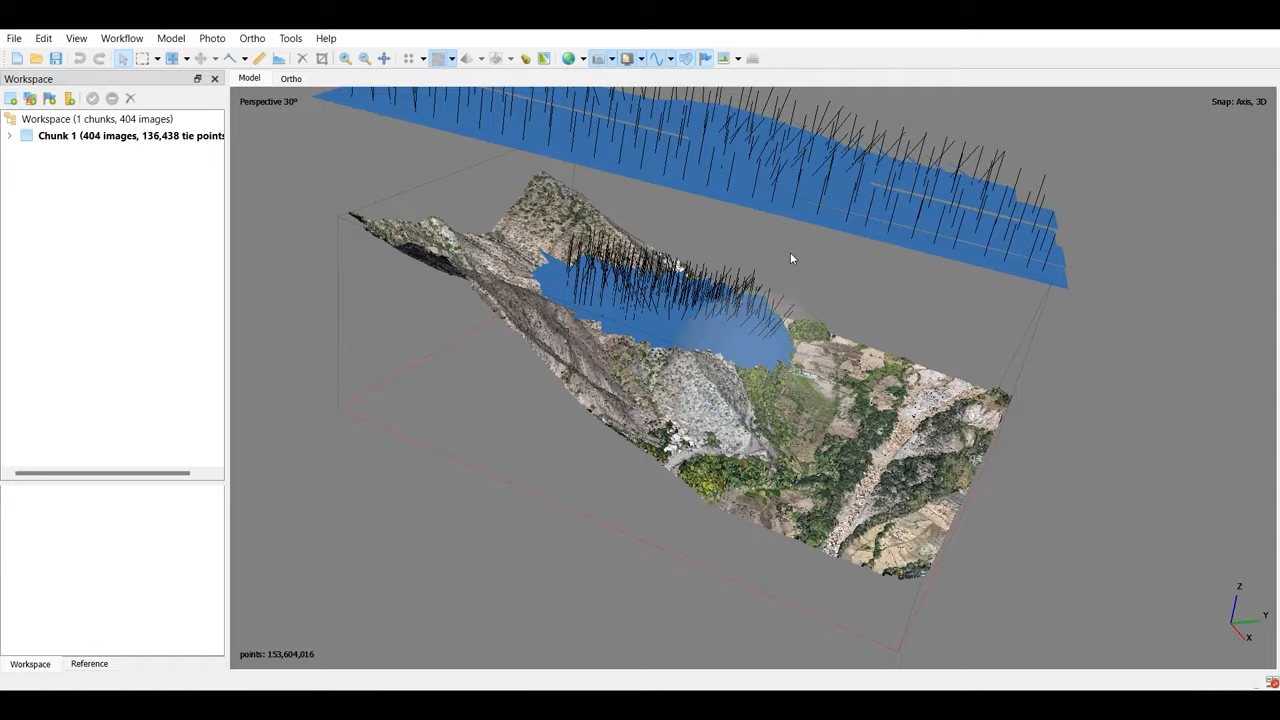 File Edit View Workflow Model Photo Ortho Tools Help
Workspace
Model Ortho
Perspective 30°
Snap: Axis, 3D
Workspace (1 chunks, 404 images)
Chunk 1 (404 images, 136,438 tie points
Z
Y
X
points: 153,604,016
Workspace Reference